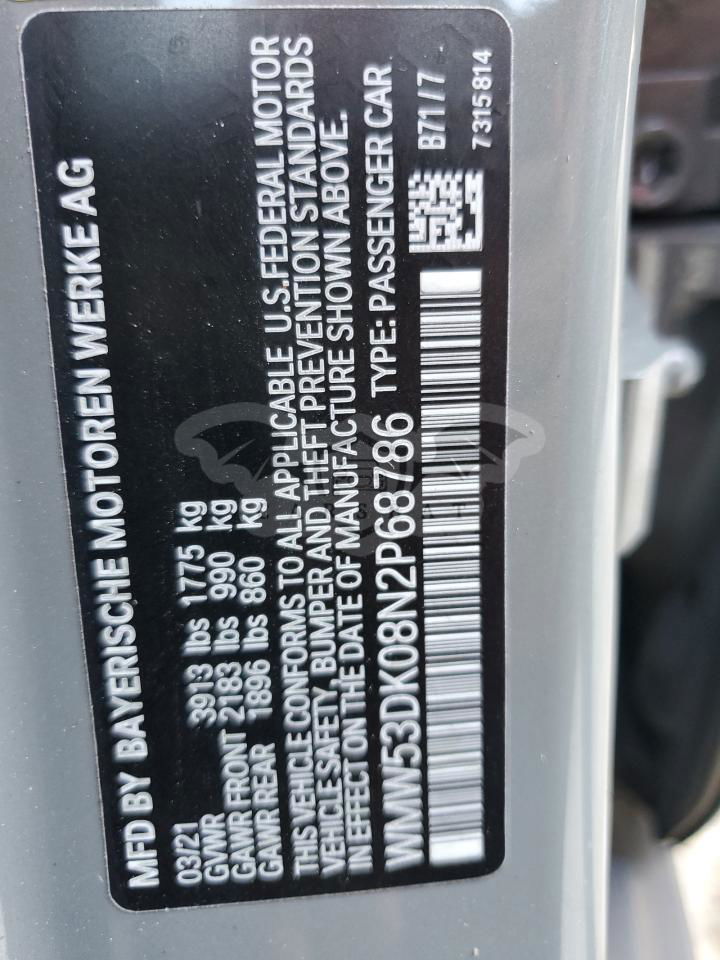 MFD BY BAYERISCHE MOTOREN WERKE AG
03/21
GVWR 3913 lbs 1775 kg
GAWR FRONT 2183 lbs 990 kg
GAWR REAR 1896 lbs 860 kg
THIS VEHICLE CONFORMS TO ALL APPLICABLE U.S.FEDERAL MOTOR
VEHICLE SAFETY, BUMPER AND THEFT PREVENTION STANDARDS
IN EFFECT ON THE DATE OF MANUFACTURE SHOWN ABOVE.
WMW53DK08N2P68786 TYPE: PASSENGER CAR
B71/7
7315814